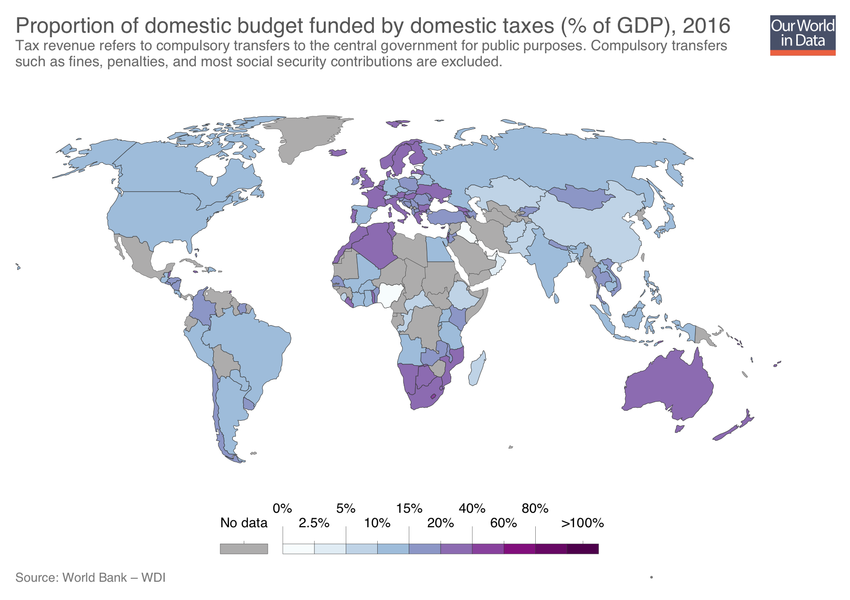 Proportion of domestic budget funded by domestic taxes (% of GDP), 2016
Our World
in Data
Tax revenue refers to compulsory transfers to the central government for public purposes. Compulsory transfers
such as fines, penalties, and most social security contributions are excluded.
0% 5% 15% 40% 80%
No data 2.5% 10% 20% 60% >100%
Source: World Bank – WDI